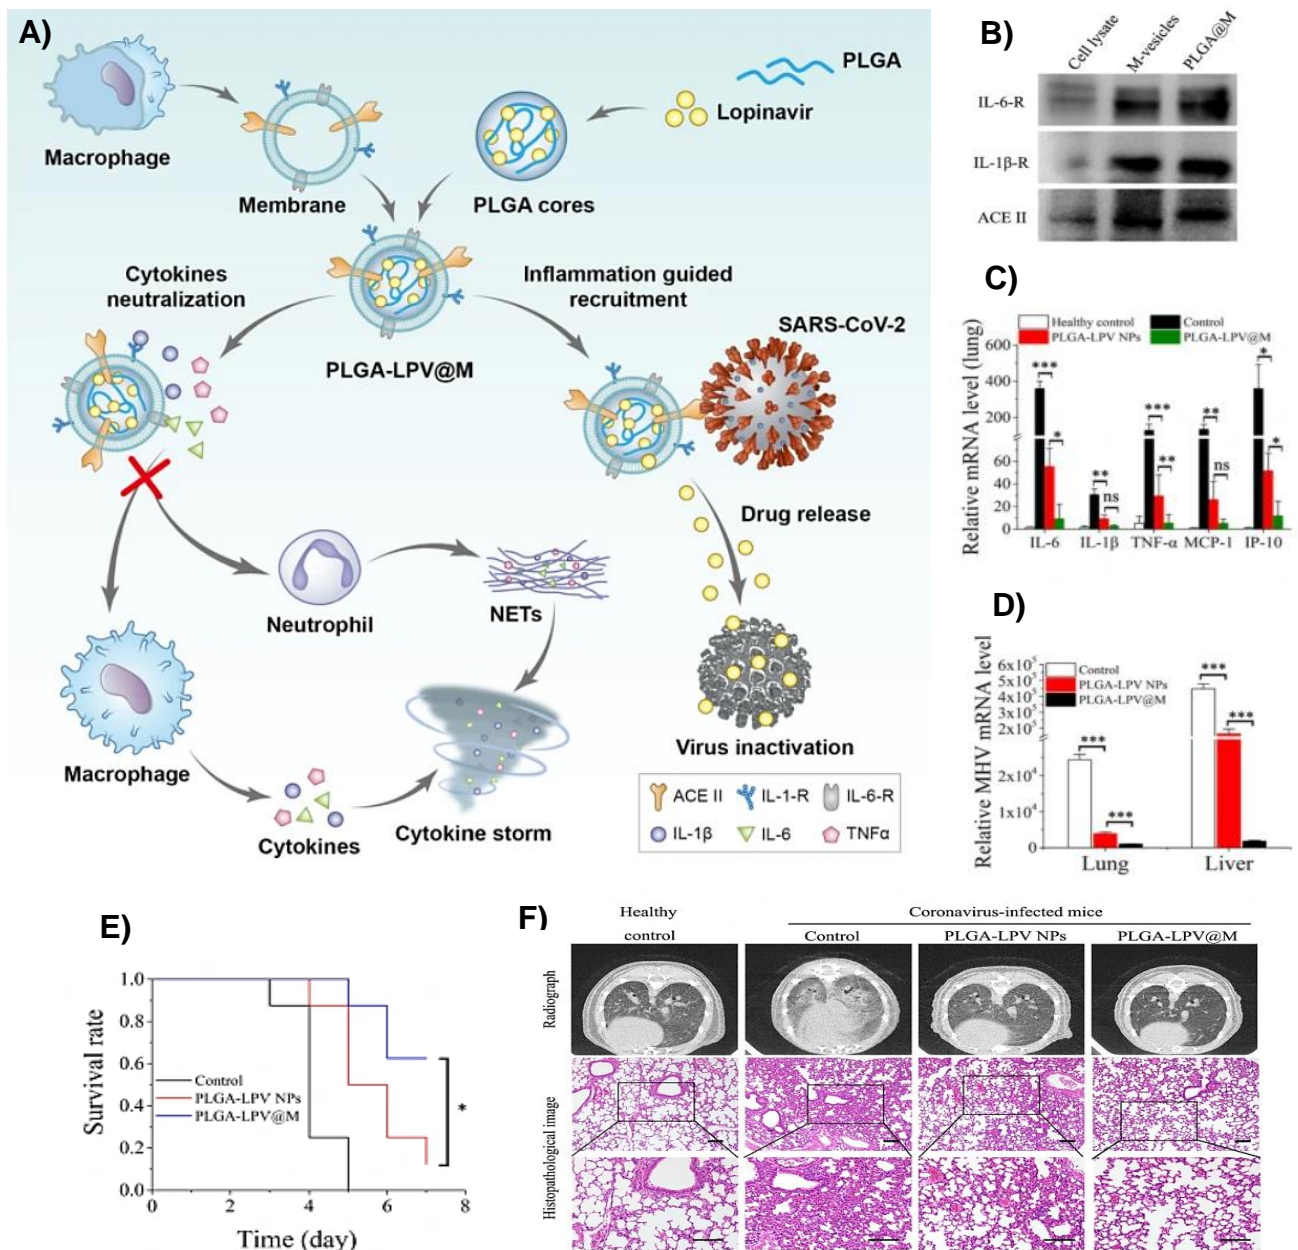 A)
Macrophage
Membrane
PLGA cores
PLGA
Lopinavir
Cytokines
neutralization
PLGA-LPV@M
Inflammation guided
recruitment
SARS-CoV-2
Drug release
Neutrophil
NETs
Macrophage
Cytokines
Cytokine storm
Virus inactivation
ACE II IL-1-R IL-6-R
IL-1β IL-6 TNFα
B)
Cell lysate M-vesicles PLGA@M
IL-6-R
IL-1β-R
ACE II
C)
Healthy control Control
PLGA-LPV NPs PLGA-LPV@M
Relative mRNA level (lung)
600
400
200
60
40
20
0
*** * ** ns *** ** ** ns * *
IL-6 IL-1β TNF-α MCP-1 IP-10
D)
Control
PLGA-LPV NPs
PLGA-LPV@M
Relative MHV mRNA level
6x10⁵
5x10⁵
4x10⁵
3x10⁵
2x10⁵
2x10⁴
1x10⁴
0
*** *** *** ***
Lung Liver
E)
Survival rate
1.0
0.8
0.6
0.4
0.2
0.0
Control
PLGA-LPV NPs
PLGA-LPV@M
*
0 2 4 6 8
Time (day)
F)
Healthy
control
Coronavirus-infected mice
Control PLGA-LPV NPs PLGA-LPV@M
Radiograph
Histopathological image